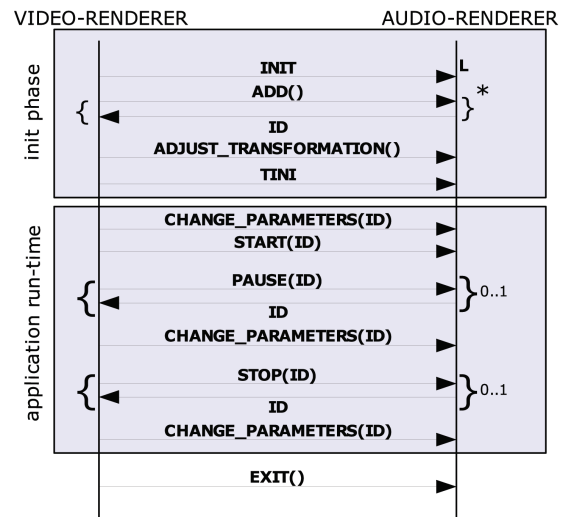 VIDEO-RENDERER AUDIO-RENDERER
init phase
INIT L
ADD() *
{ }
ID
ADJUST_TRANSFORMATION()
TINI
application run-time
CHANGE_PARAMETERS(ID)
START(ID)
PAUSE(ID)
{ } 0..1
ID
CHANGE_PARAMETERS(ID)
STOP(ID)
{ } 0..1
ID
CHANGE_PARAMETERS(ID)
EXIT()